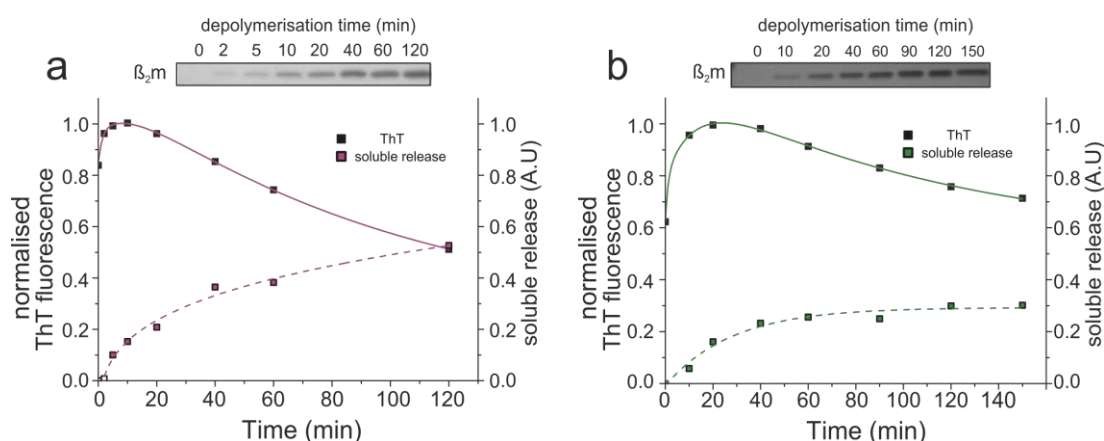 a
depolymerisation time (min)
0 2 5 10 20 40 60 120
ß₂m
normalised
ThT fluorescence
1.0
0.8
0.6
0.4
0.2
0.0
ThT
soluble release
1.0
0.8
0.6
0.4
0.2
0.0
soluble release (A.U)
0 20 40 60 80 100 120
Time (min)
b
depolymerisation time (min)
0 10 20 40 60 90 120 150
ß₂m
normalised
ThT fluorescence
1.0
0.8
0.6
0.4
0.2
0.0
ThT
soluble release
1.0
0.8
0.6
0.4
0.2
0.0
soluble release (A.U)
0 20 40 60 80 100 120 140
Time (min)